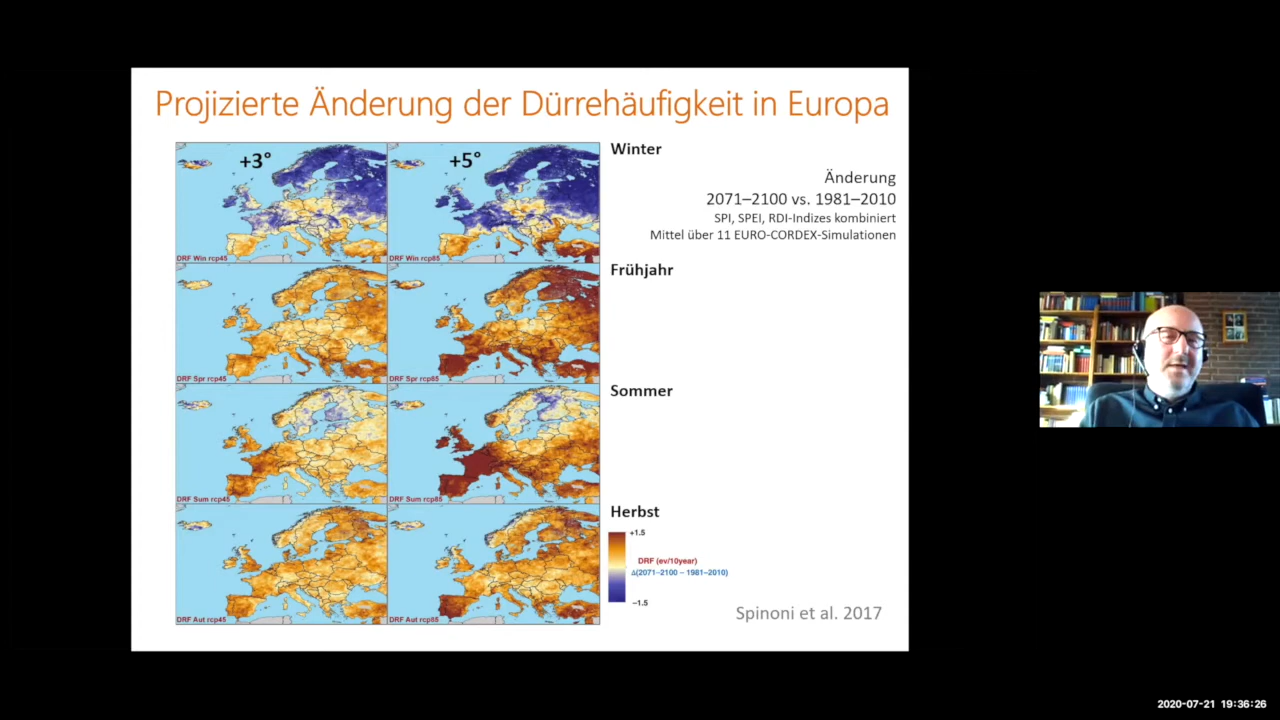 Projizierte Änderung der Dürrehäufigkeit in Europa
+3°
+5°
Winter
Änderung
2071–2100 vs. 1981–2010
SPI, SPEI, RDI-Indizes kombiniert
Mittel über 11 EURO-CORDEX-Simulationen
DRF Win rcp45
DRF Win rcp85
Frühjahr
DRF Spr rcp45
DRF Spr rcp85
Sommer
DRF Sum rcp45
DRF Sum rcp85
Herbst
+1.5
DRF (ev/10year)
Δ(2071–2100 – 1981–2010)
–1.5
DRF Aut rcp45
DRF Aut rcp85
Spinoni et al. 2017
2020-07-21 19:36:26